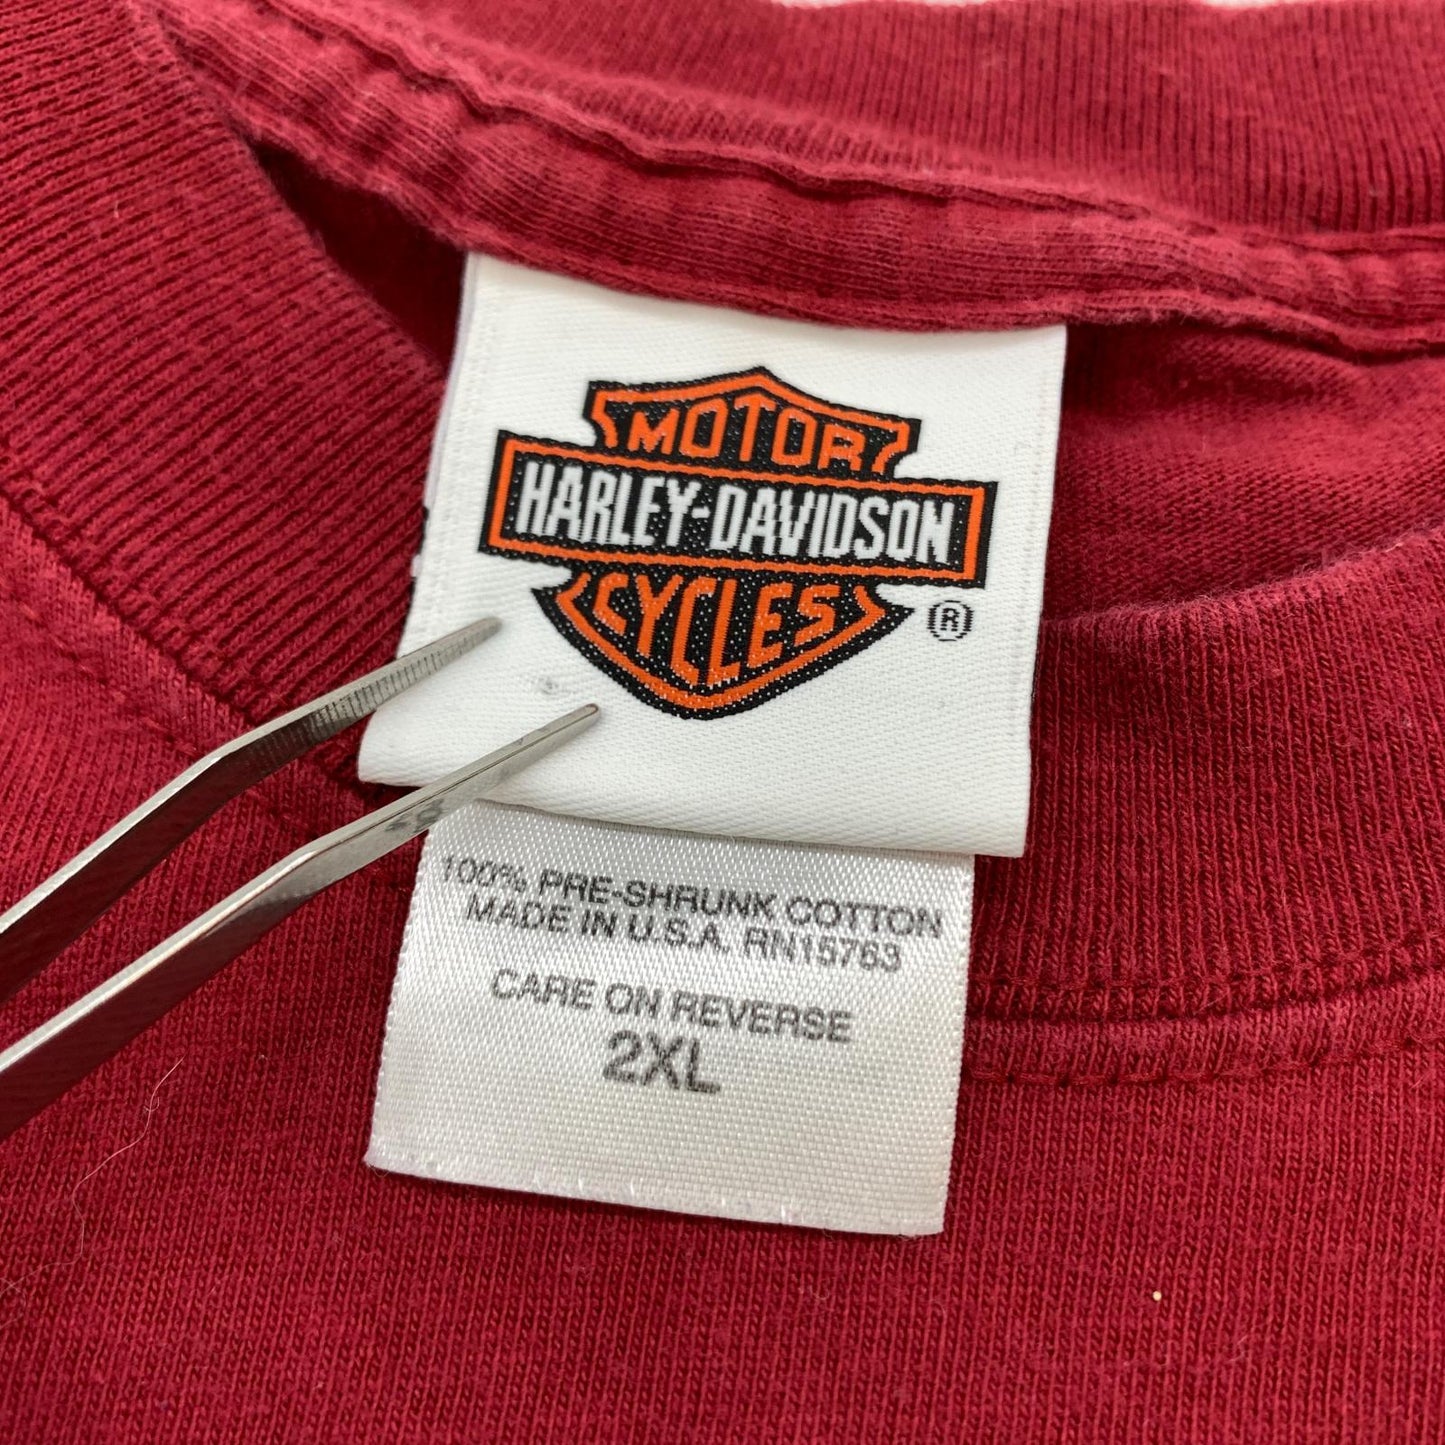 MOTOR
HARLEY-DAVIDSON
CYCLES
®
100% PRE-SHRUNK COTTON
MADE IN U.S.A. RN15763
CARE ON REVERSE
2XL